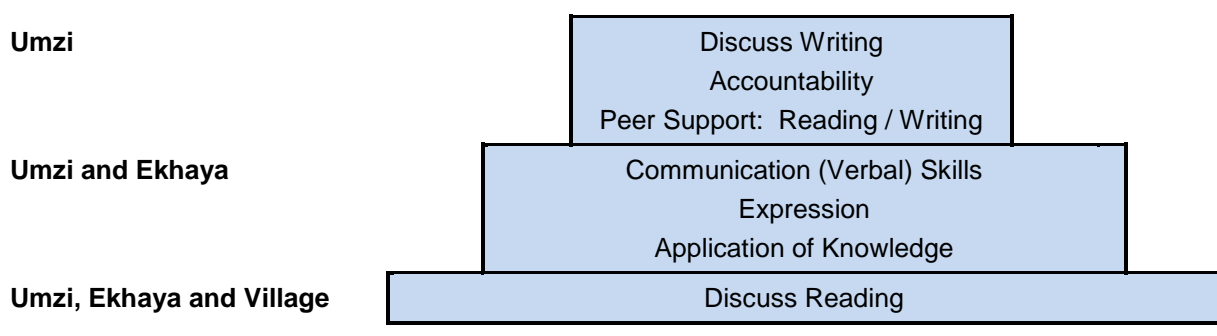 Umzi
Discuss Writing
Accountability
Peer Support: Reading / Writing
Umzi and Ekhaya
Communication (Verbal) Skills
Expression
Application of Knowledge
Umzi, Ekhaya and Village
Discuss Reading